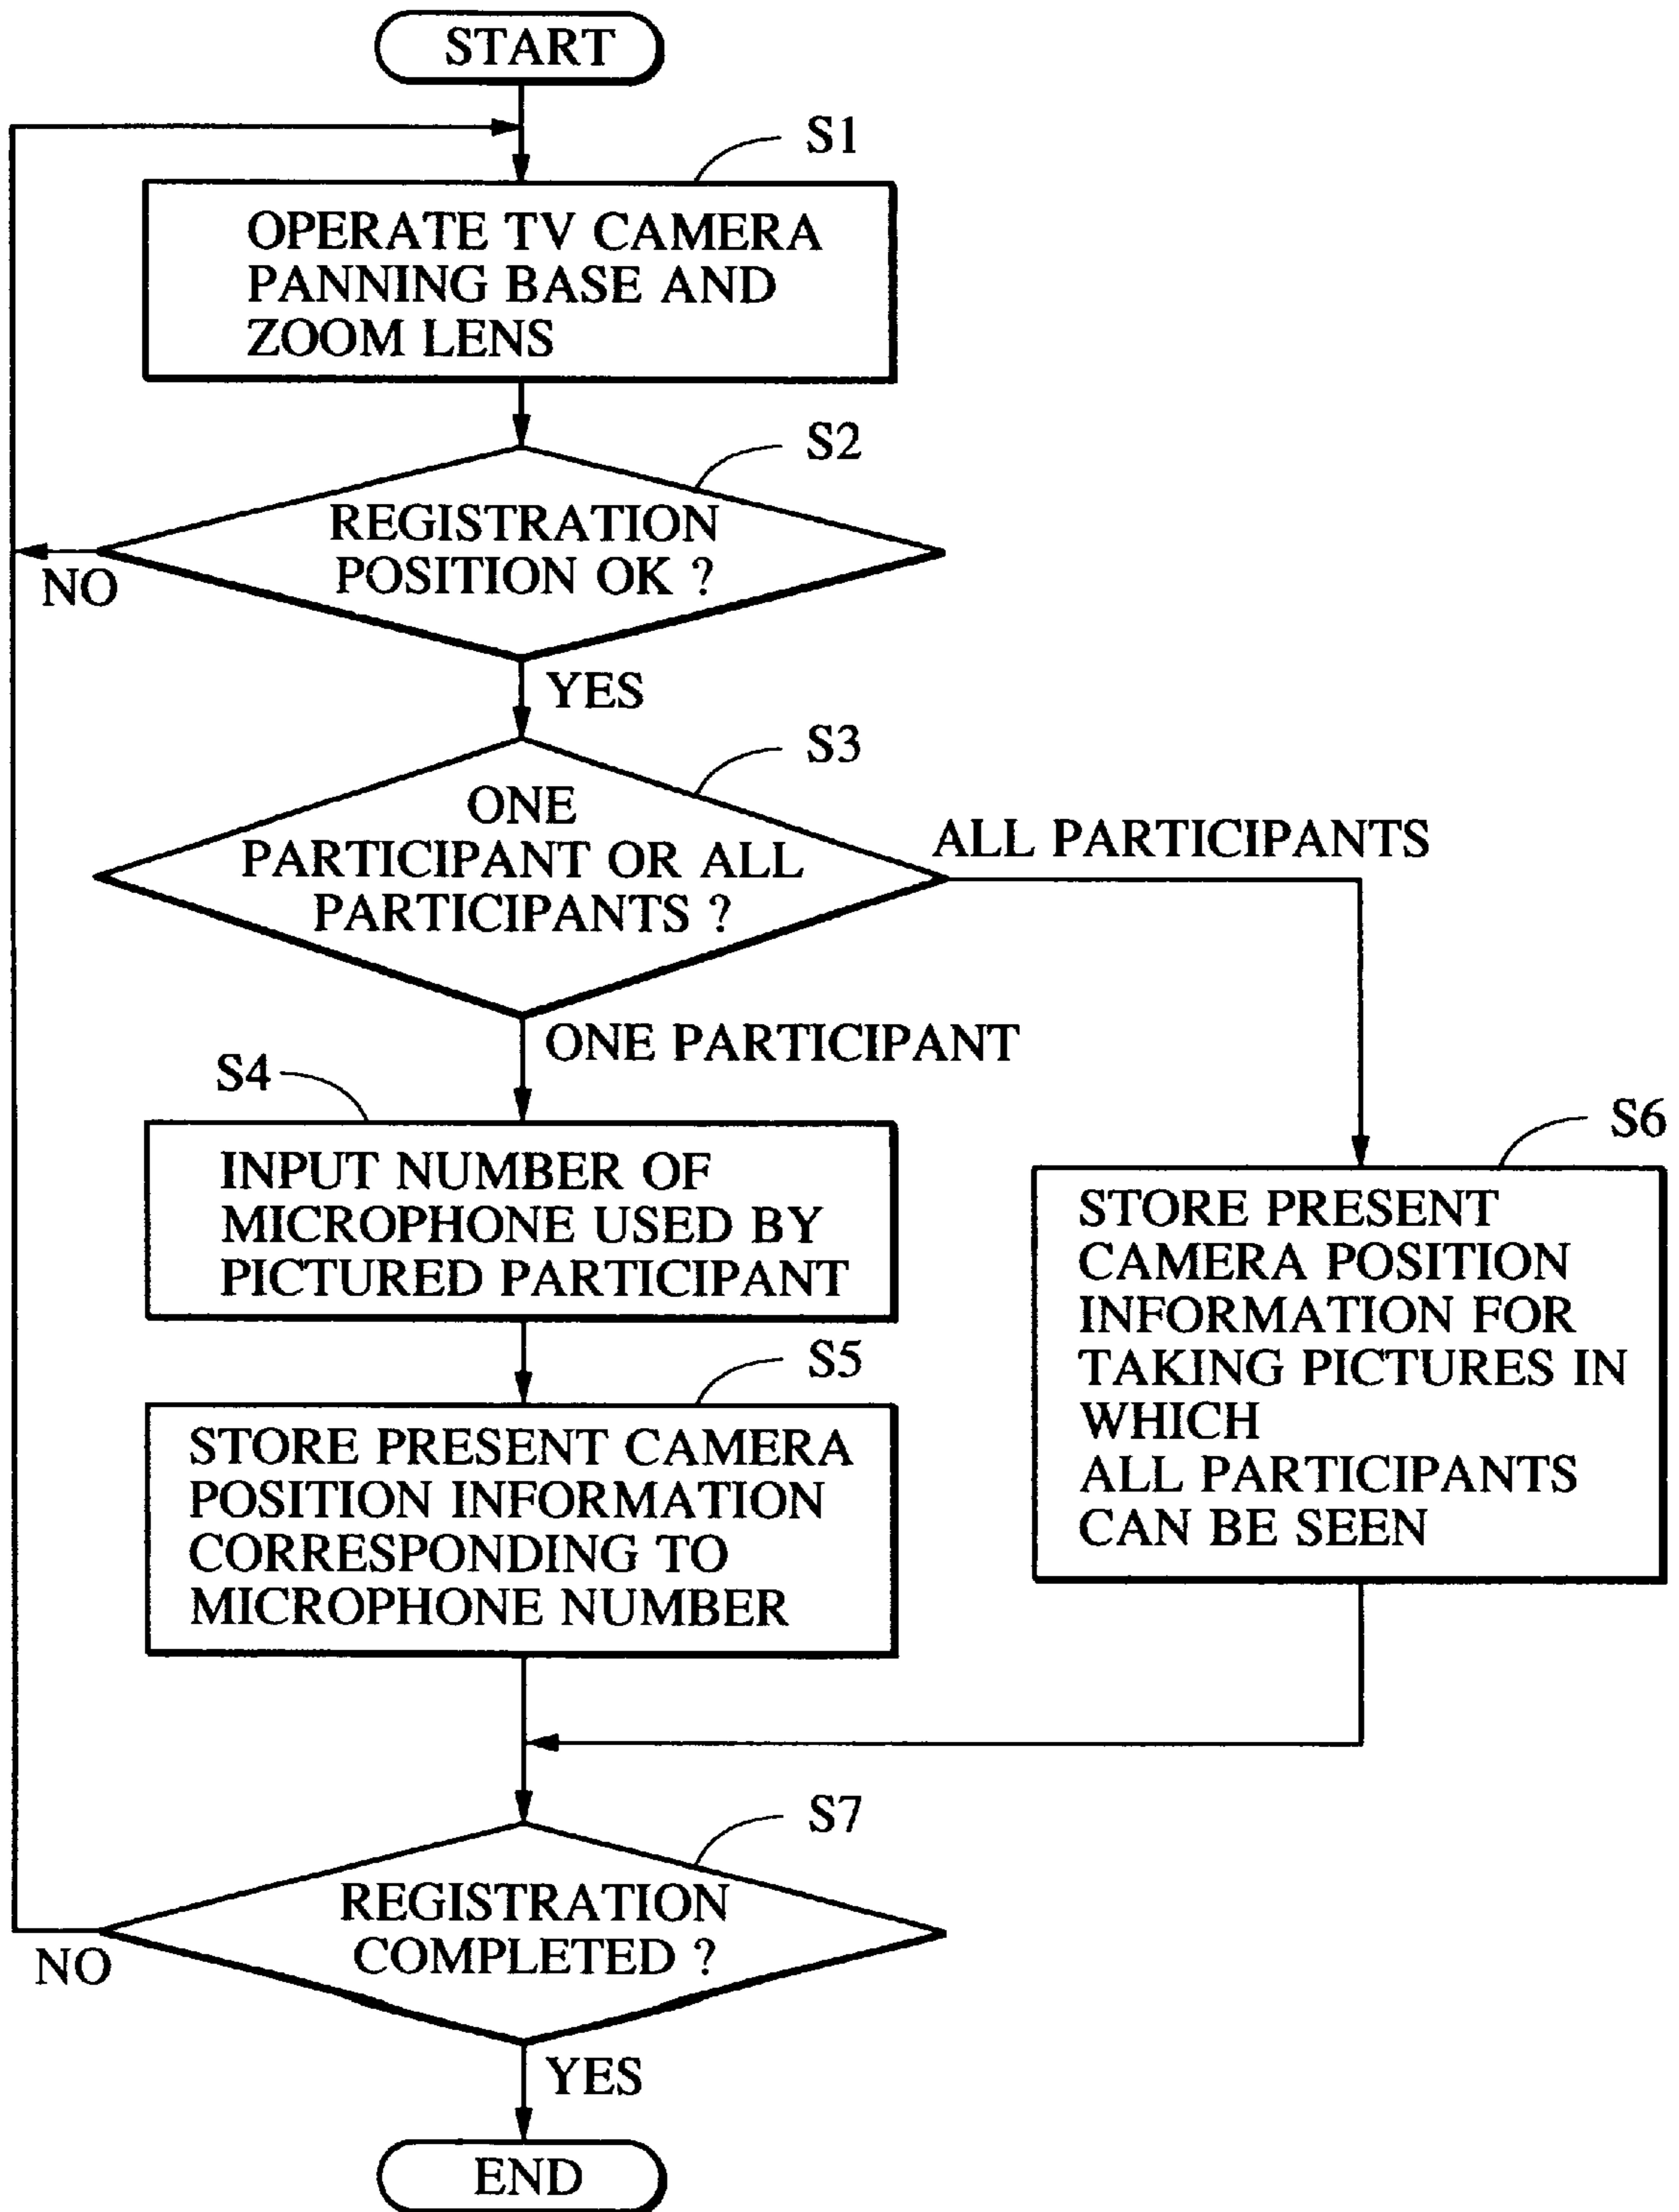 START
S1
OPERATE TV CAMERA
PANNING BASE AND
ZOOM LENS
S2
REGISTRATION
POSITION OK ?
NO
YES
S3
ONE
PARTICIPANT OR ALL
PARTICIPANTS ?
ALL PARTICIPANTS
ONE PARTICIPANT
S4
INPUT NUMBER OF
MICROPHONE USED BY
PICTURED PARTICIPANT
S5
STORE PRESENT CAMERA
POSITION INFORMATION
CORRESPONDING TO
MICROPHONE NUMBER
S6
STORE PRESENT
CAMERA POSITION
INFORMATION FOR
TAKING PICTURES IN
WHICH
ALL PARTICIPANTS
CAN BE SEEN
S7
REGISTRATION
COMPLETED ?
NO
YES
END